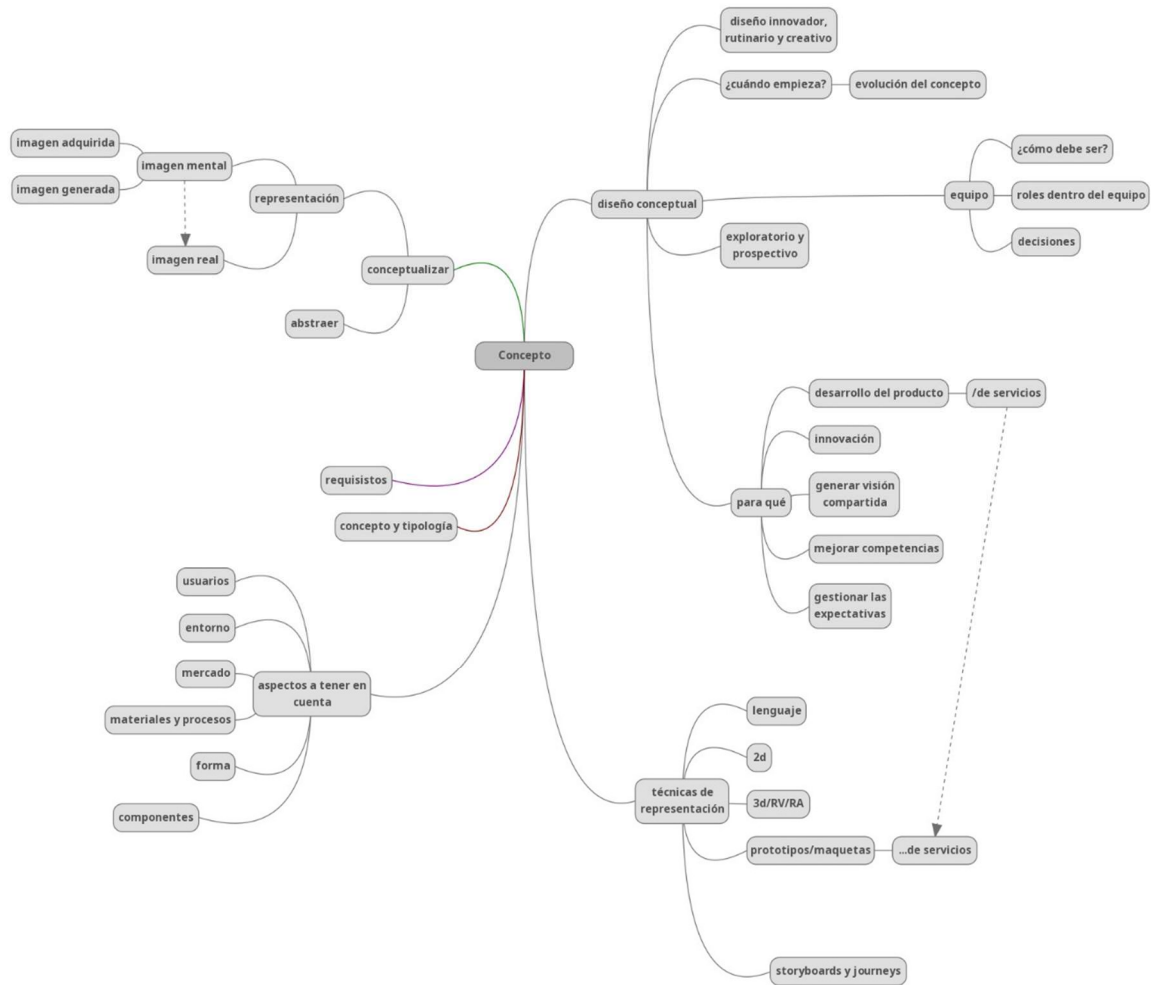 diseño innovador,
rutinario y creativo
¿cuándo empieza?
evolución del concepto
imagen adquirida
imagen mental
imagen generada
representación
imagen real
conceptualizar
abstraer
diseño conceptual
equipo
¿cómo debe ser?
roles dentro del equipo
decisiones
exploratorio y
prospectivo
Concepto
desarrollo del producto
/de servicios
innovación
para qué
generar visión
compartida
mejorar competencias
gestionar las
expectativas
requisistos
concepto y tipología
usuarios
entorno
mercado
aspectos a tener en
cuenta
materiales y procesos
forma
componentes
lenguaje
2d
técnicas de
representación
3d/RV/RA
prototipos/maquetas
...de servicios
storyboards y journeys